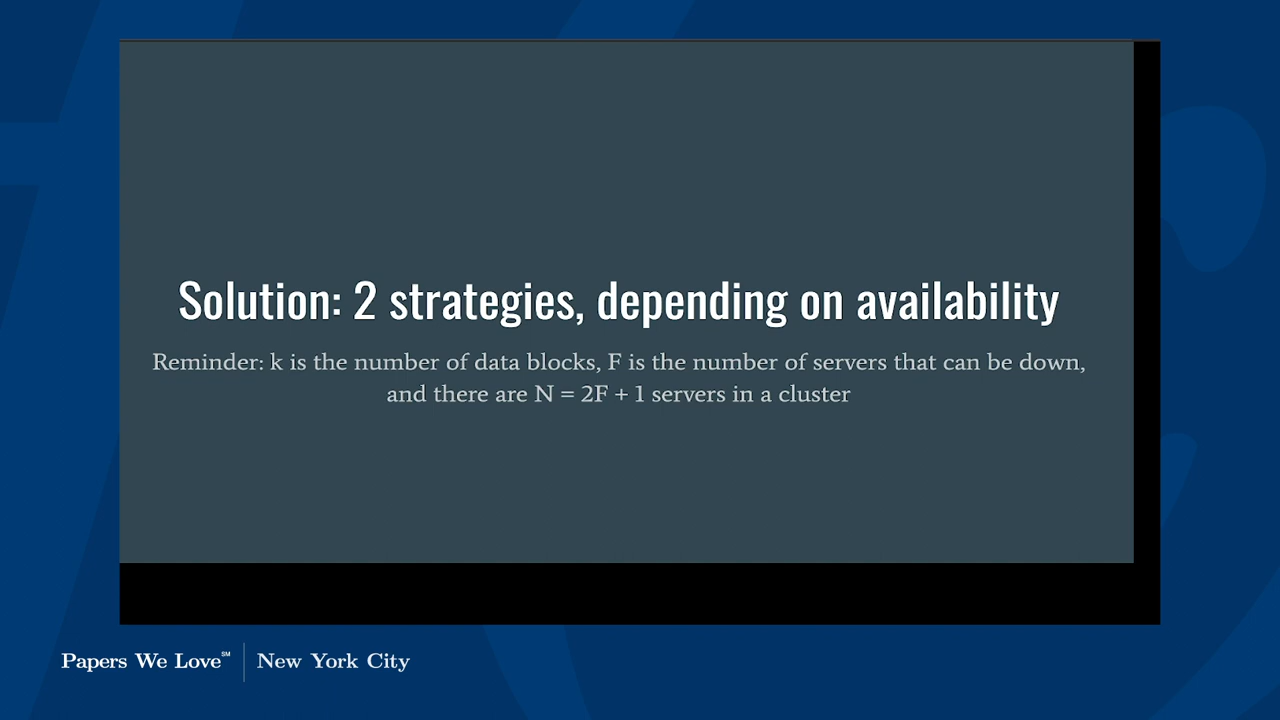 Solution: 2 strategies, depending on availability
Reminder: k is the number of data blocks, F is the number of servers that can be down,
and there are N = 2F + 1 servers in a cluster
Papers We Love℠ | New York City